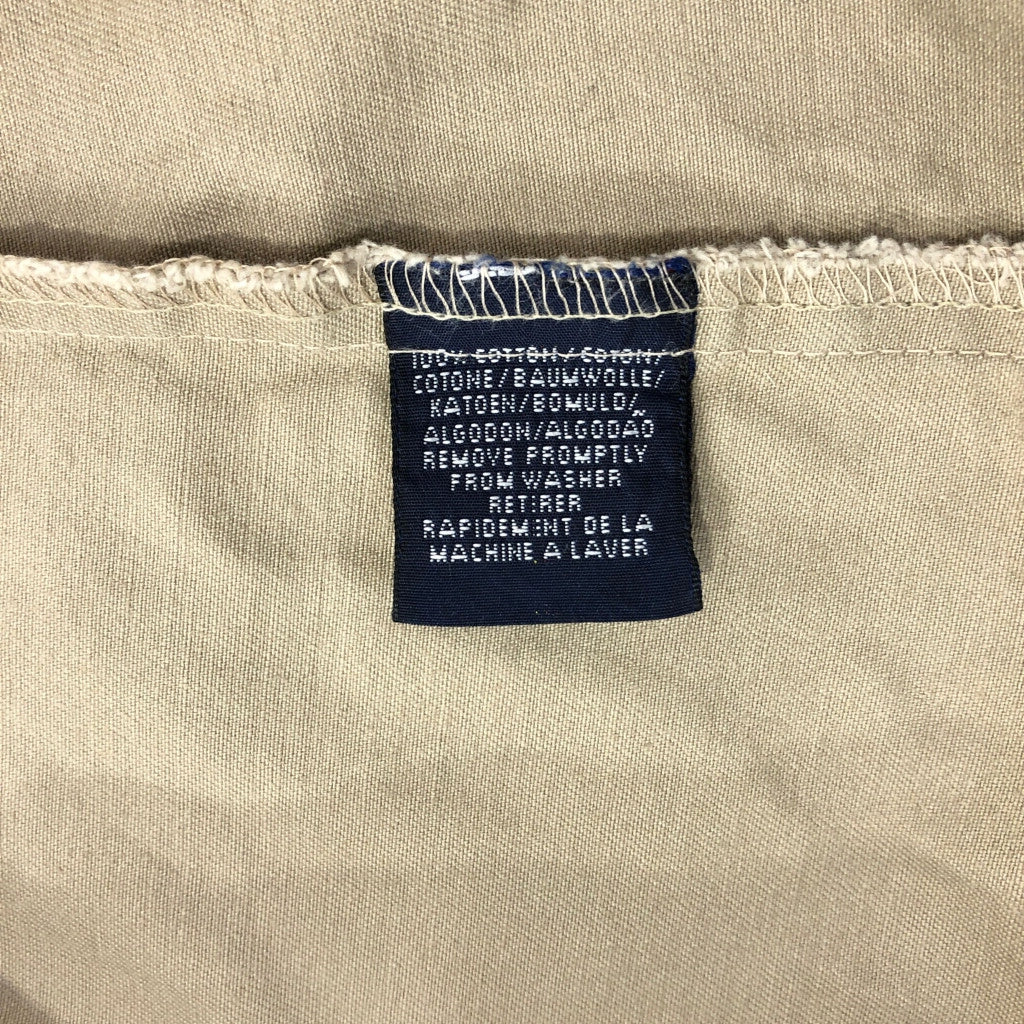 100% COTTON/COTON/
COTONE/BAUMWOLLE/
KATOEN/BOMULD/
ALGODON/ALGODÃO
REMOVE PROMPTLY
FROM WASHER
RETIRER
RAPIDEMENT DE LA
MACHINE A LAVER